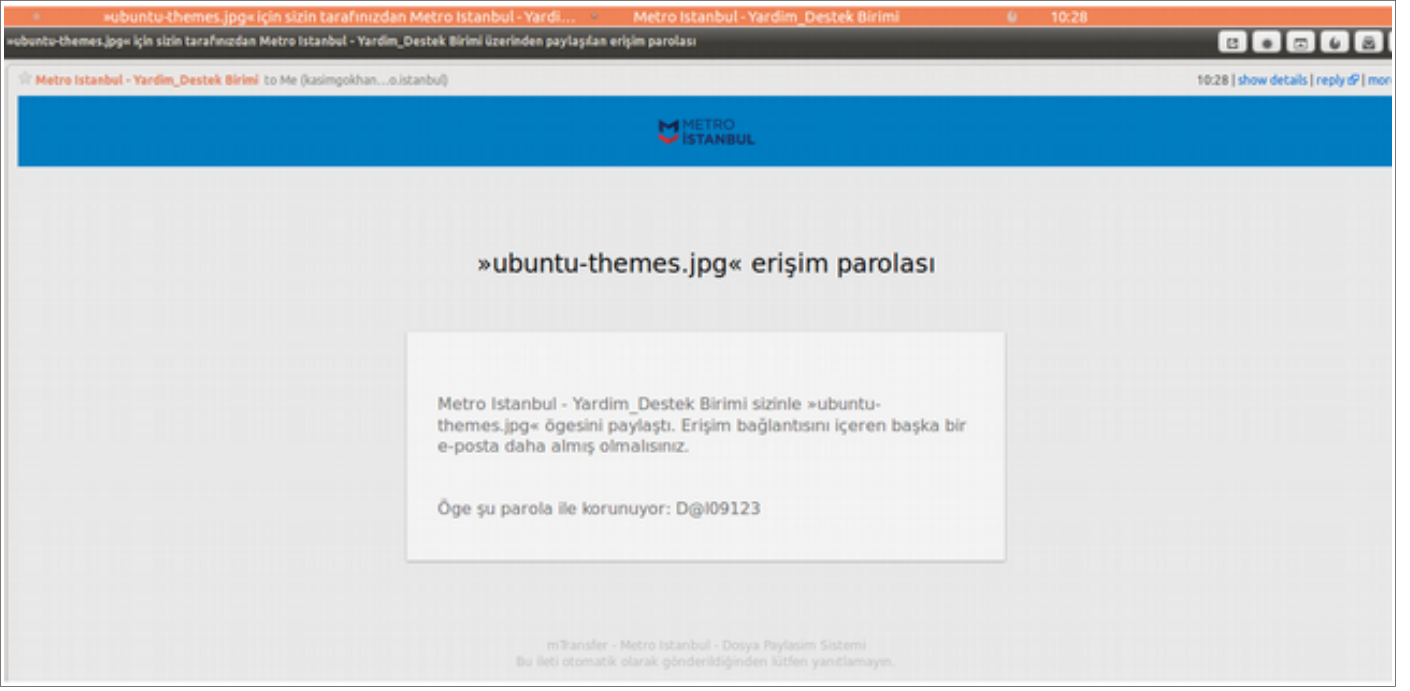 »ubuntu-themes.jpg« için sizin tarafınızdan Metro Istanbul - Yardi... Metro Istanbul - Yardim_Destek Birimi 10:28
»ubuntu-themes.jpg« için sizin tarafınızdan Metro Istanbul - Yardim_Destek Birimi üzerinden paylaşılan erişim parolası
Metro Istanbul - Yardim_Destek Birimi to Me (kasimgokhan...o.istanbul) 10:28 | show details | reply | mor
METRO
İSTANBUL
»ubuntu-themes.jpg« erişim parolası
Metro Istanbul - Yardim_Destek Birimi sizinle »ubuntu-
themes.jpg« ögesini paylaştı. Erişim bağlantısını içeren başka bir
e-posta daha almış olmalısınız.
Öge şu parola ile korunuyor: D@l09123
mTransfer - Metro Istanbul - Dosya Paylasim Sistemi
Bu ileti otomatik olarak gönderildiğinden lütfen yanıtlamayın.